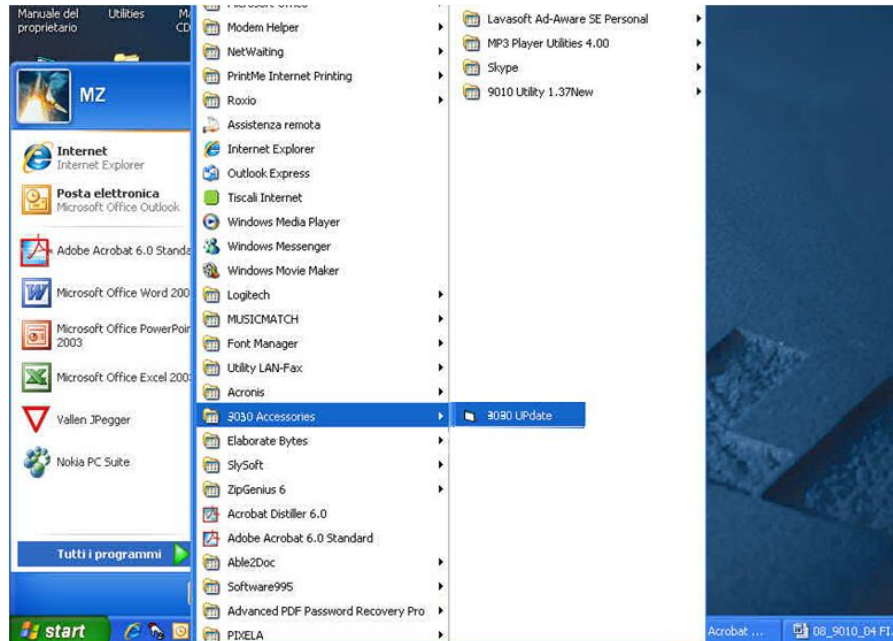 Manuale del
proprietario
Utilities
CD
MZ
Internet
Internet Explorer
Posta elettronica
Microsoft Office Outlook
Adobe Acrobat 6.0 Standa
Microsoft Office Word 200
Microsoft Office PowerPoin
2003
Microsoft Office Excel 200
Vallen JPegger
Nokia PC Suite
Tutti i programmi
start
Modem Helper
NetWaiting
PrintMe Internet Printing
Roxio
Assistenza remota
Internet Explorer
Outlook Express
Tiscali Internet
Windows Media Player
Windows Messenger
Windows Movie Maker
Logitech
MUSICMATCH
Font Manager
Utility LAN-Fax
Acronis
3030 Accessories
Elaborate Bytes
SlySoft
ZipGenius 6
Acrobat Distiller 6.0
Adobe Acrobat 6.0 Standard
Able2Doc
Software995
Advanced PDF Password Recovery Pro
PIXELA
Lavasoft Ad-Aware SE Personal
MP3 Player Utilities 4.00
Skype
9010 Utility 1.37New
3030 UPdate
Acrobat ...
08_9010_04 FI